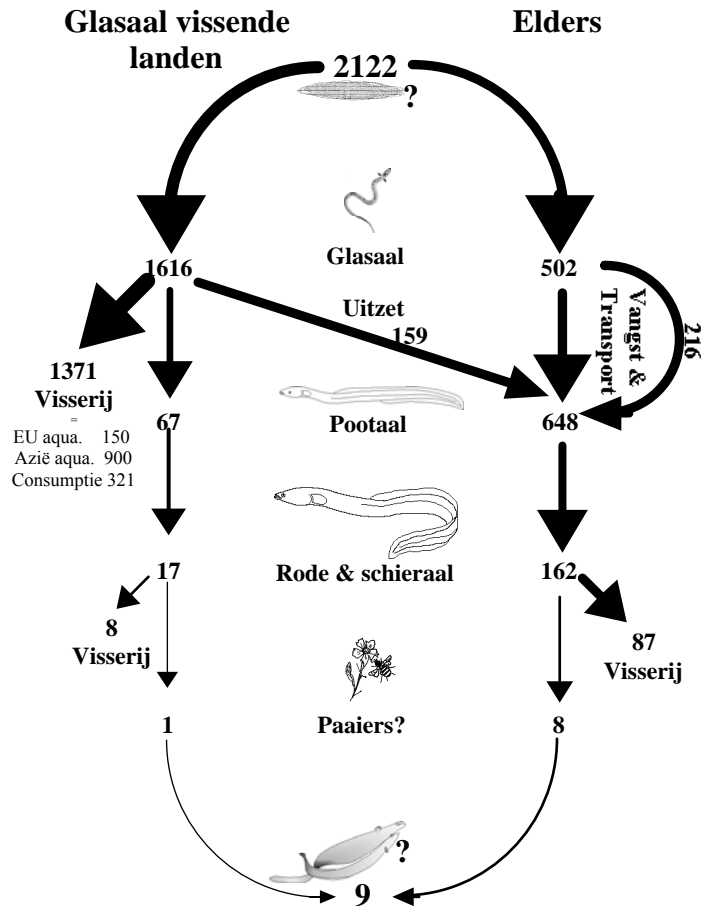 Glasaal vissende
landen
Elders
2122
?
Glasaal
1616
502
Uitzet
159
Vangst &
Transport
216
1371
Visserij
=
EU aqua. 150
Azië aqua. 900
Consumptie 321
67
Pootaal
648
17
Rode & schieraal
162
8
Visserij
87
Visserij
1
Paaiers?
8
?
9